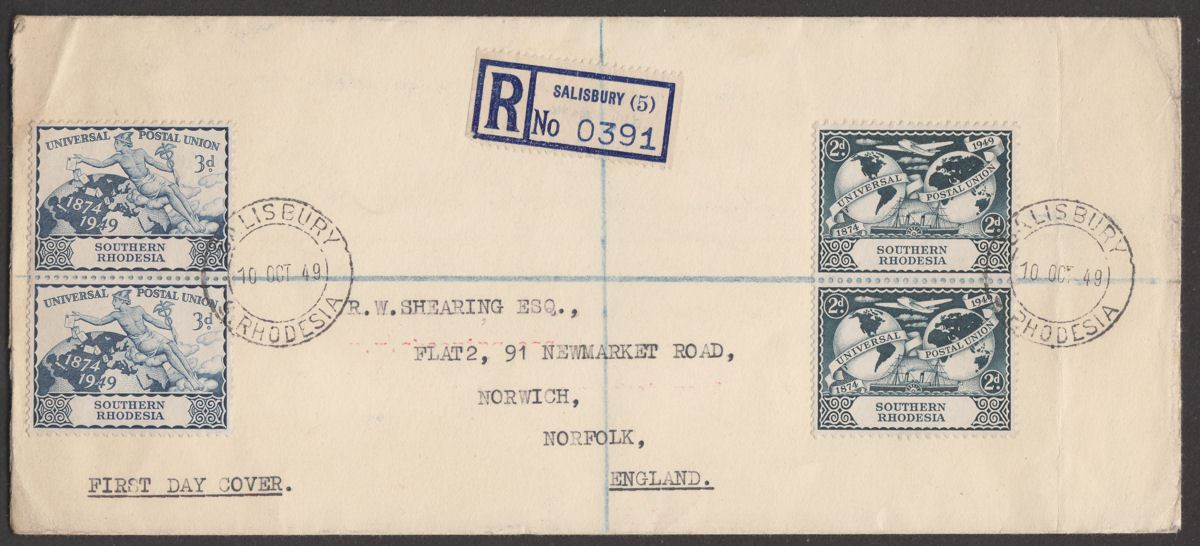 R SALISBURY (5)
No 0391
UNIVERSAL POSTAL UNION
3d
1874
1949
SOUTHERN
RHODESIA
UNIVERSAL POSTAL UNION
3d
1874
1949
SOUTHERN
RHODESIA
SALISBURY
10 OCT 49
S. RHODESIA
2d
1949
UNIVERSAL POSTAL UNION
1874
2d
SOUTHERN
RHODESIA
2d
1949
UNIVERSAL POSTAL UNION
1874
2d
SOUTHERN
RHODESIA
SALISBURY
10 OCT 49
RHODESIA
R.W.SHEARING ESQ.,
FLAT2, 91 NEWMARKET ROAD,
NORWICH,
NORFOLK,
ENGLAND.
FIRST DAY COVER.